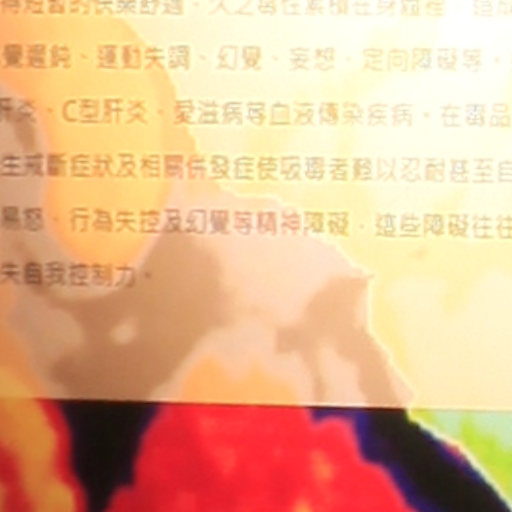 得短暫的快樂舒適，久之毒性累積在身體裡，造成
覺遲鈍、運動失調、幻覺、妄想、定向障礙等。
肝炎、C型肝炎、愛滋病等血液傳染疾病。在毒品
生戒斷症狀及相關併發症使吸毒者難以忍耐甚至自
易怒、行為失控及幻覺等精神障礙，這些障礙往往
失自我控制力。